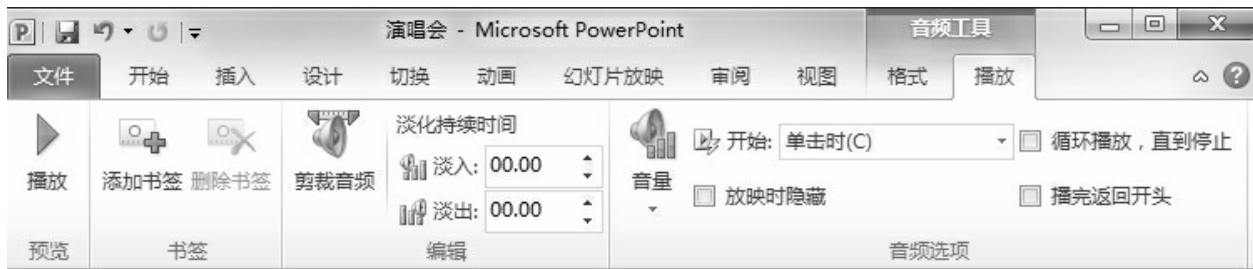 演唱会 - Microsoft PowerPoint 音频工具
文件 开始 插入 设计 切换 动画 幻灯片放映 审阅 视图 格式 播放
淡化持续时间
开始: 单击时(C) 循环播放，直到停止
淡入: 00.00
播放 添加书签 删除书签 剪裁音频 音量
淡出: 00.00 放映时隐藏 播完返回开头
预览 书签 编辑 音频选项